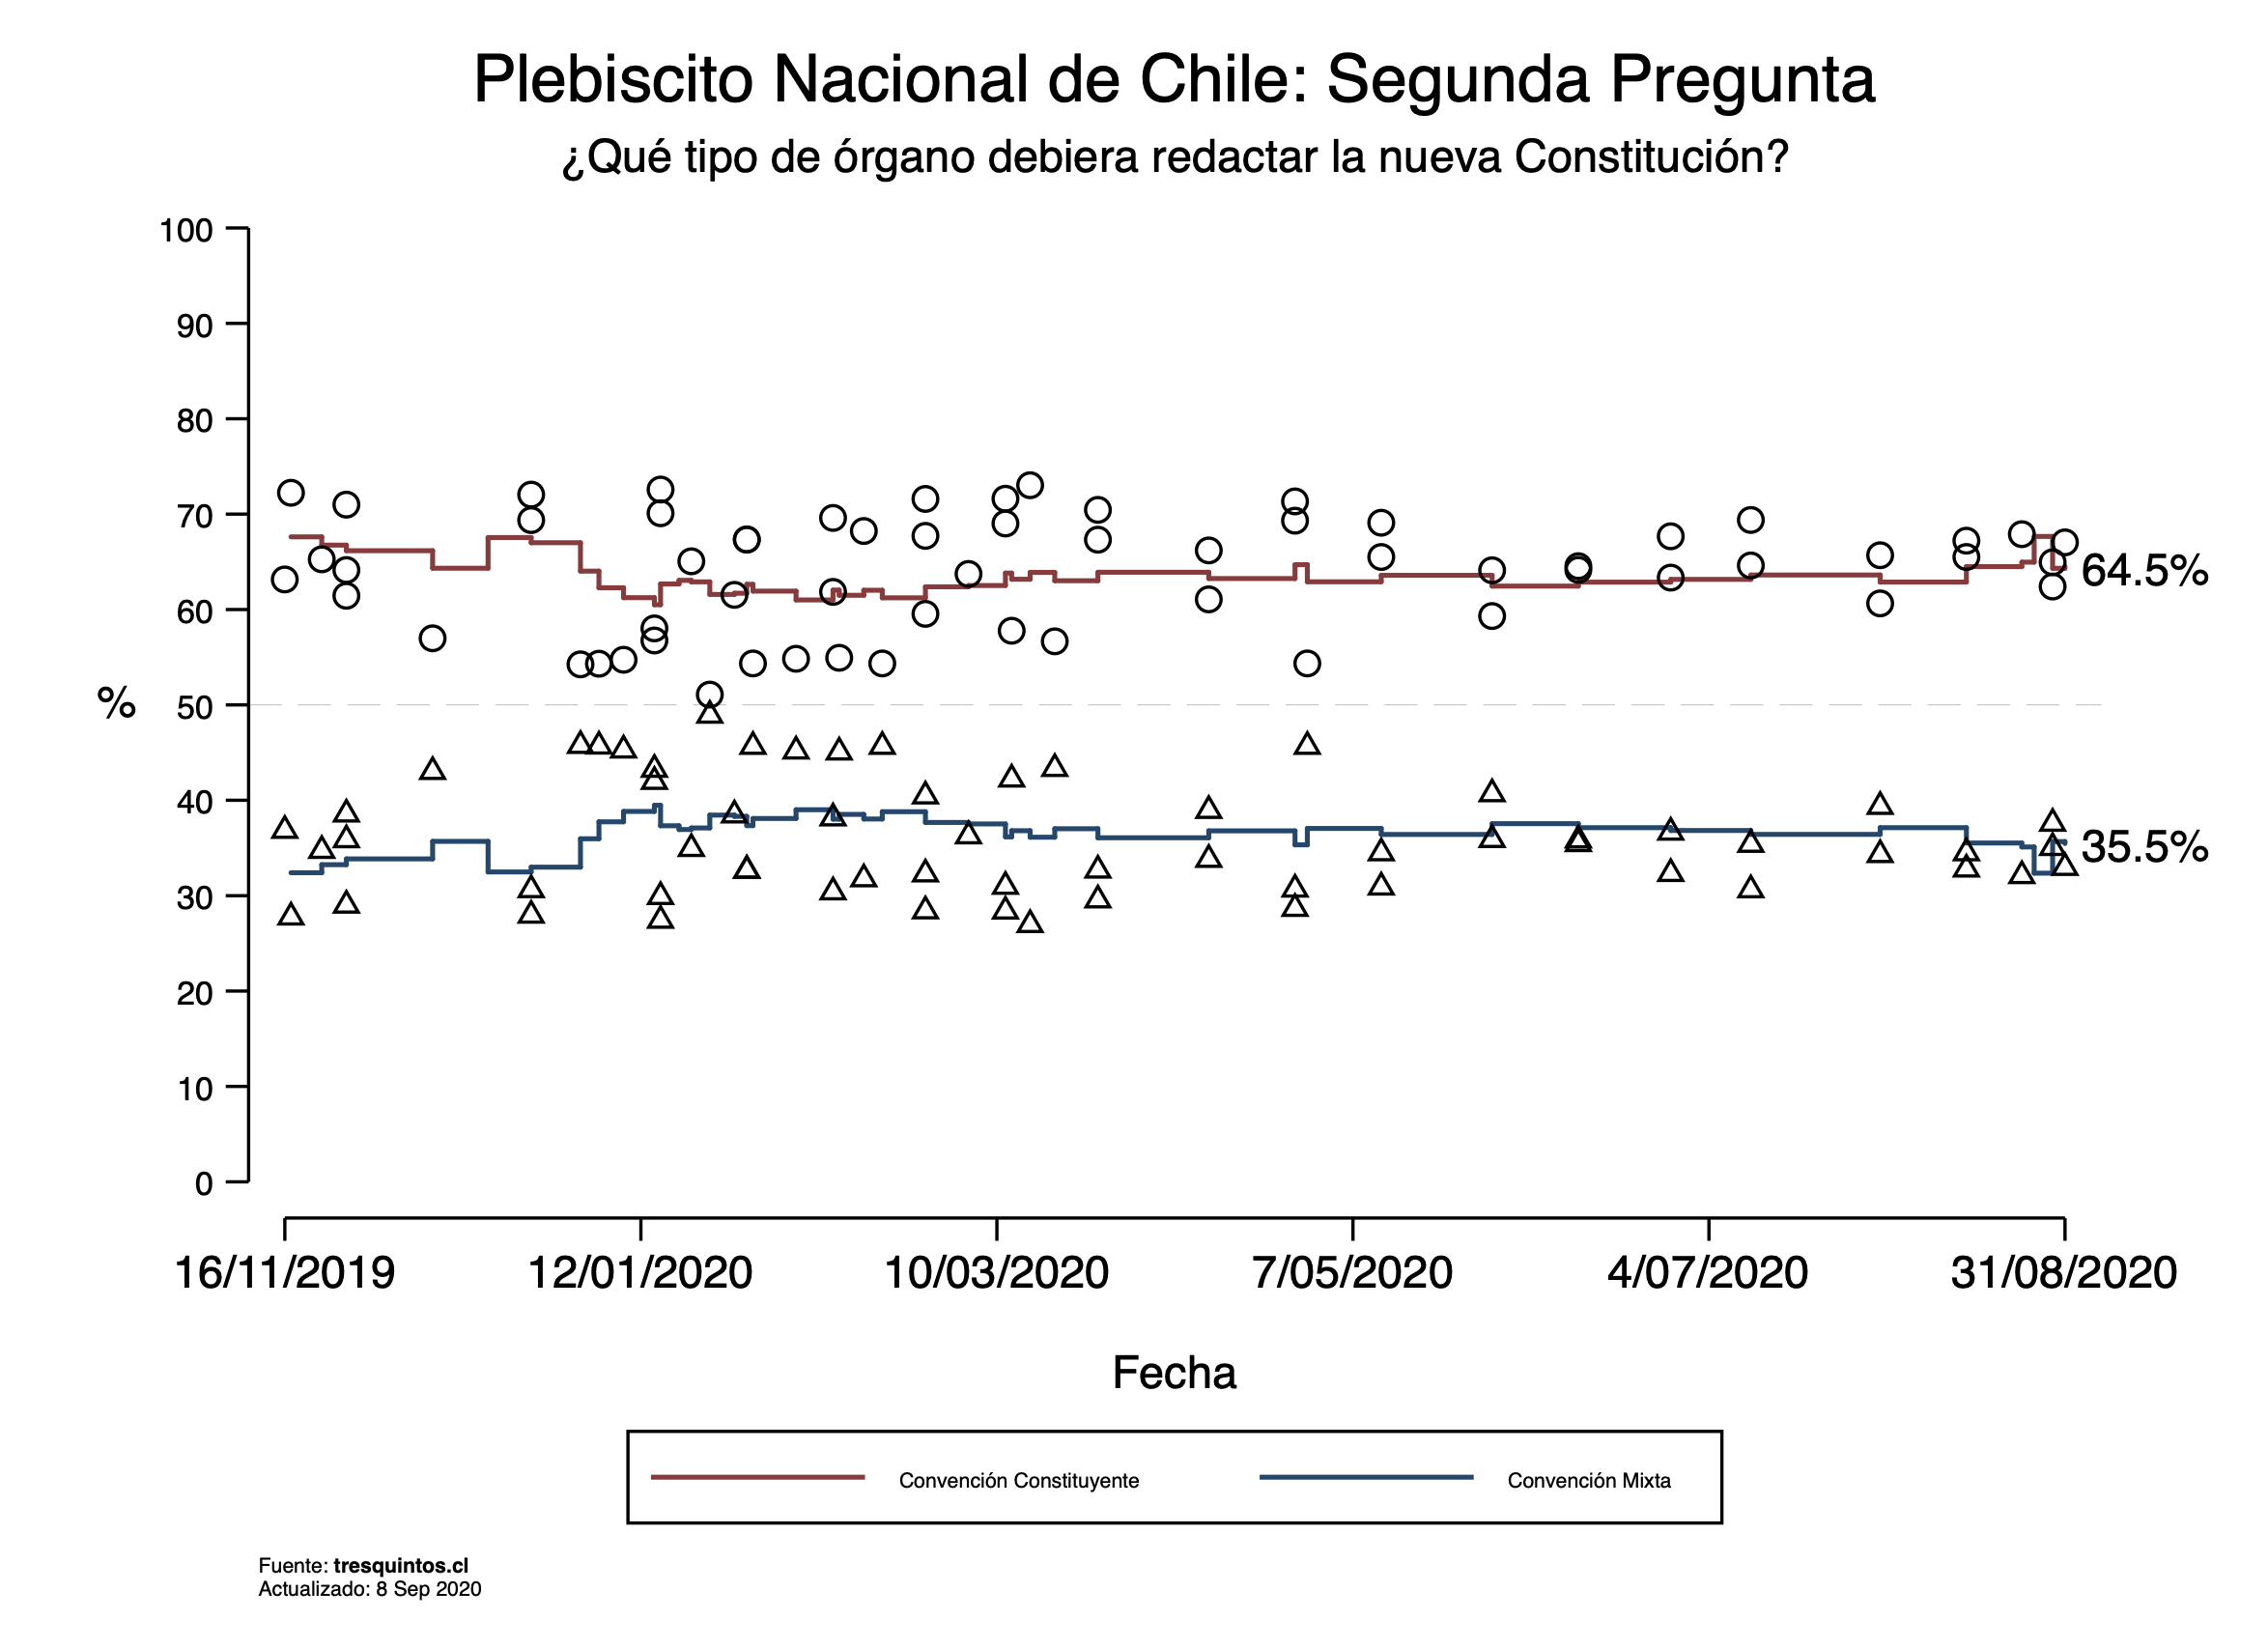 Plebiscito Nacional de Chile: Segunda Pregunta
¿Qué tipo de órgano debiera redactar la nueva Constitución?
100
90
80
70
60
50
40
30
20
10
0
%
64.5%
35.5%
16/11/2019 12/01/2020 10/03/2020 7/05/2020 4/07/2020 31/08/2020
Fecha
Convención Constituyente Convención Mixta
Fuente: tresquintos.cl
Actualizado: 8 Sep 2020